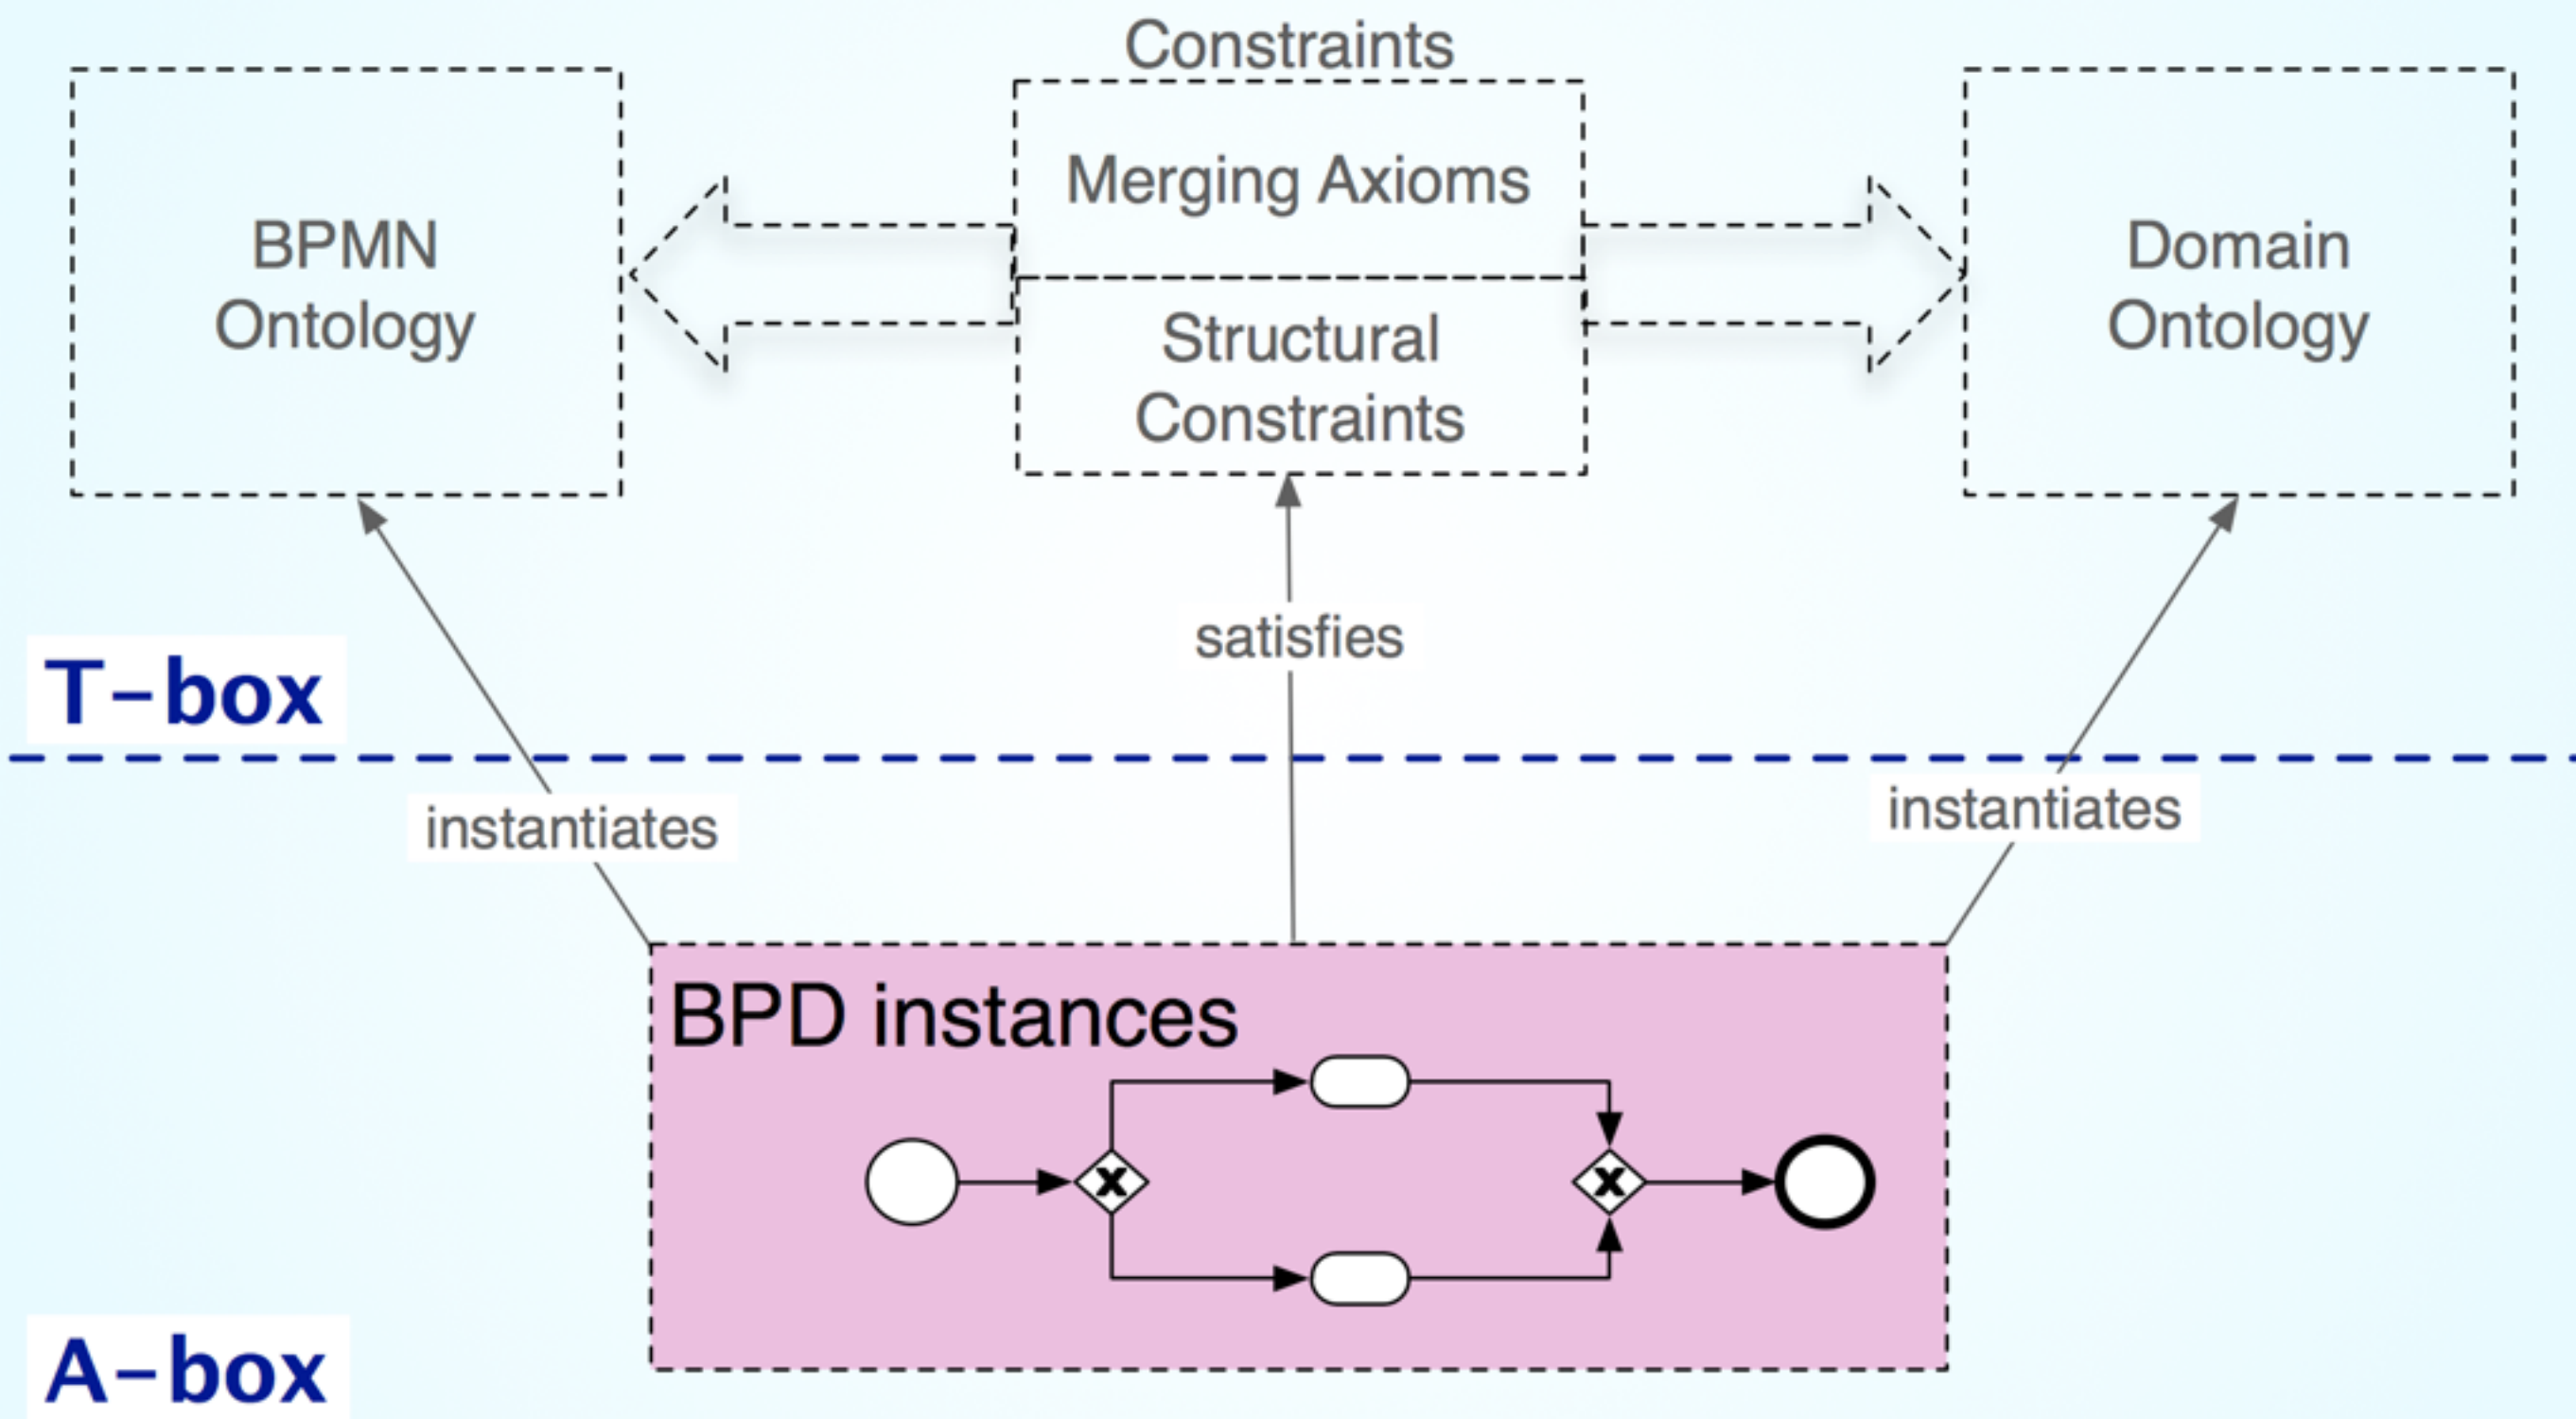 Constraints
BPMN
Ontology
Merging Axioms
Structural
Constraints
Domain
Ontology
satisfies
T-box
instantiates
instantiates
BPD instances
x
x
A-box